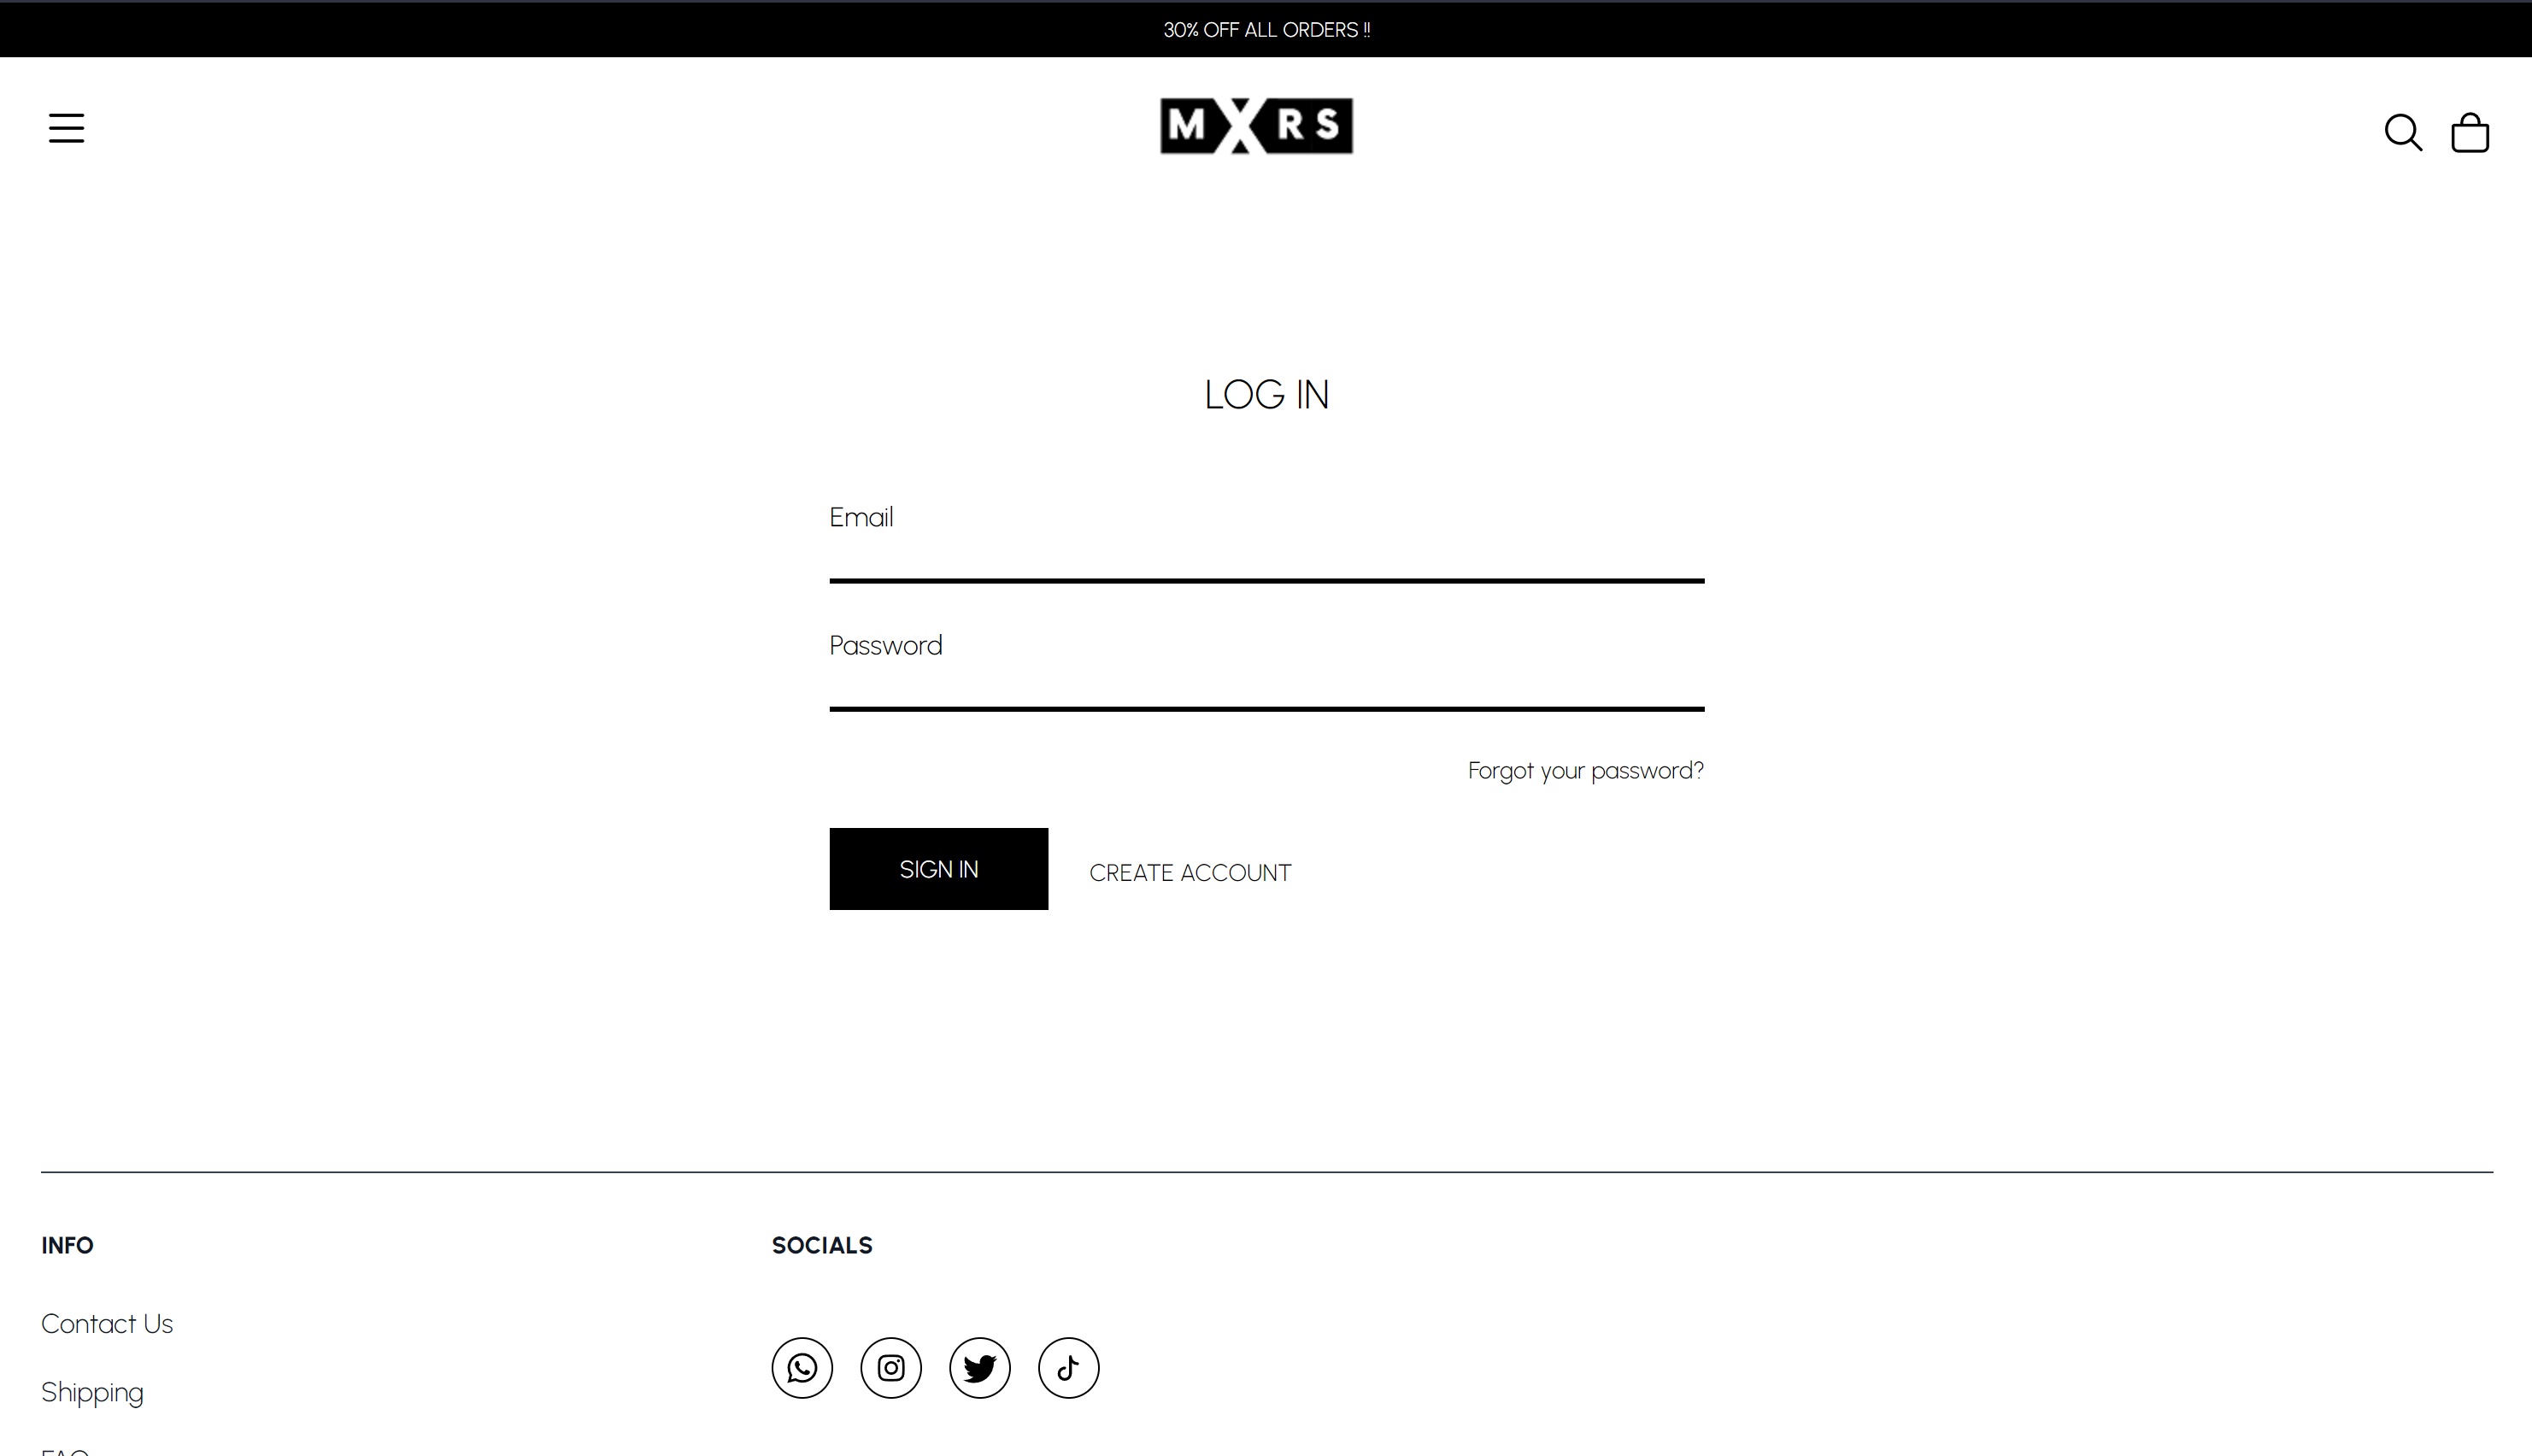 30% OFF ALL ORDERS !!
MXRS
LOG IN
Email
Password
Forgot your password?
SIGN IN
CREATE ACCOUNT
INFO
SOCIALS
Contact Us
Shipping
FAQ